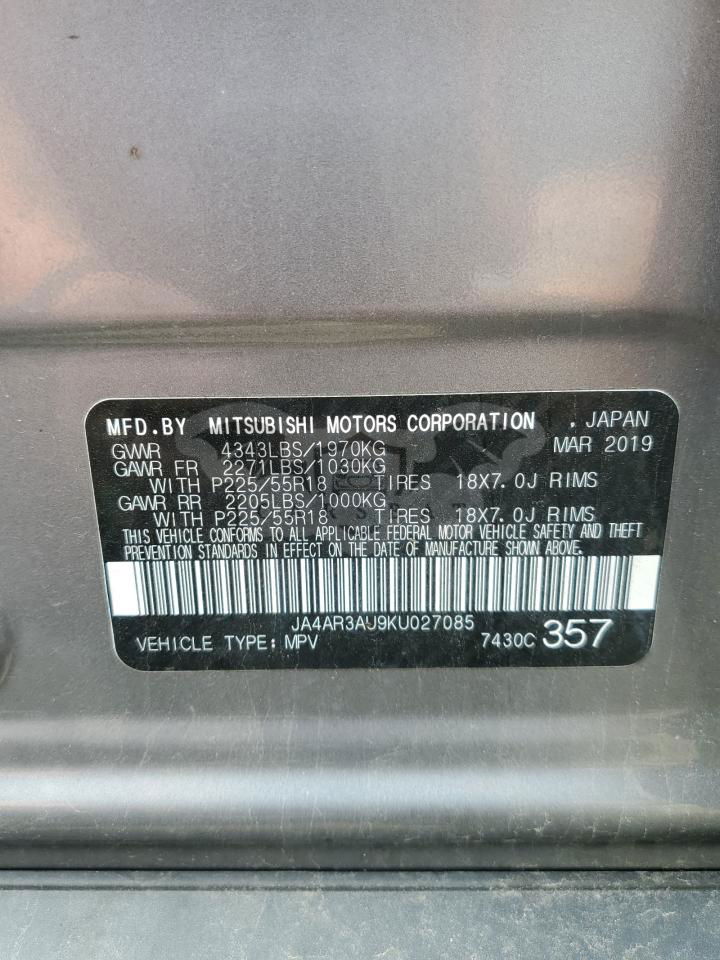 MFD.BY MITSUBISHI MOTORS CORPORATION , JAPAN
GVWR 4343LBS/1970KG MAR 2019
GAWR FR 2271LBS/1030KG
WITH P225/55R18 TIRES 18X7.0J RIMS
GAWR RR 2205LBS/1000KG
WITH P225/55R18 TIRES 18X7.0J RIMS
THIS VEHICLE CONFORMS TO ALL APPLICABLE FEDERAL MOTOR VEHICLE SAFETY AND THEFT
PREVENTION STANDARDS IN EFFECT ON THE DATE OF MANUFACTURE SHOWN ABOVE.
JA4AR3AU9KU027085
VEHICLE TYPE: MPV 7430C 357